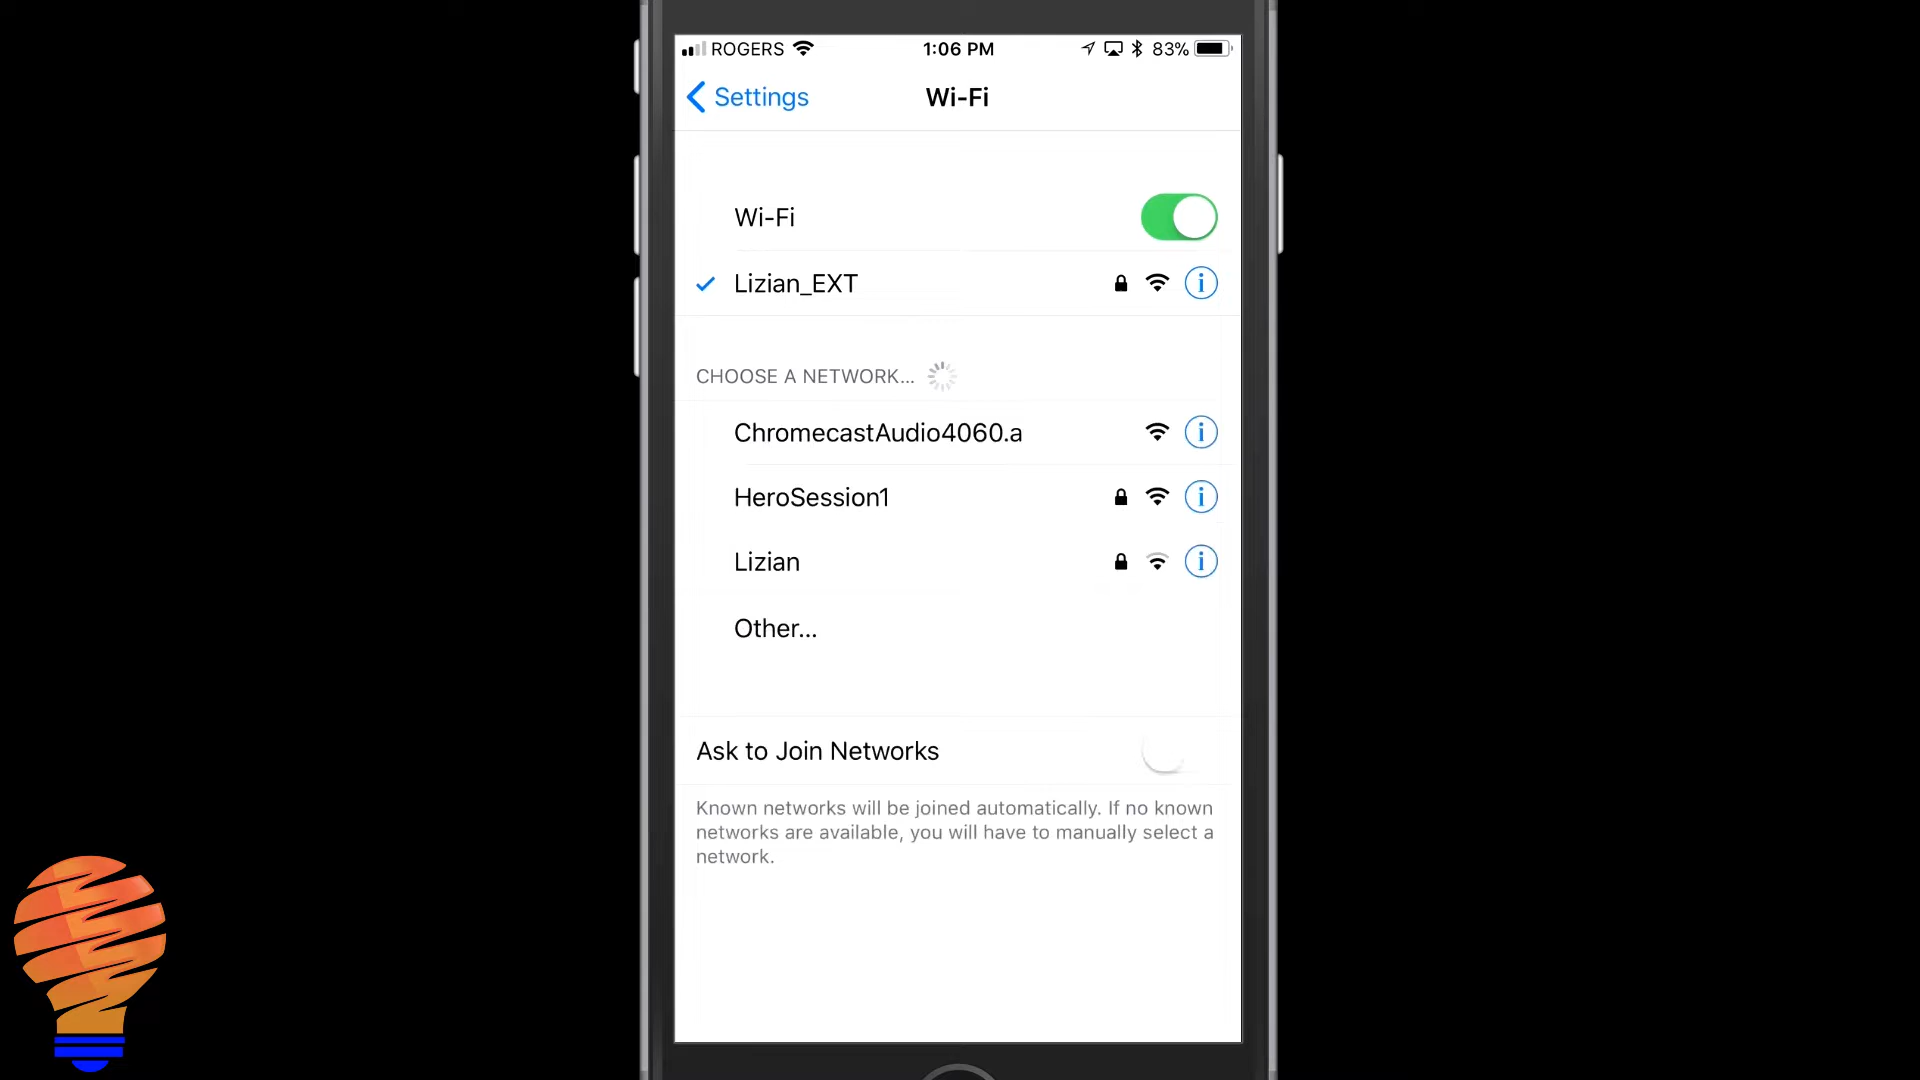 ROGERS 1:06 PM 83%
Settings Wi-Fi
Wi-Fi
Lizian_EXT
CHOOSE A NETWORK...
ChromecastAudio4060.a
HeroSession1
Lizian
Other...
Ask to Join Networks
Known networks will be joined automatically. If no known
networks are available, you will have to manually select a
network.